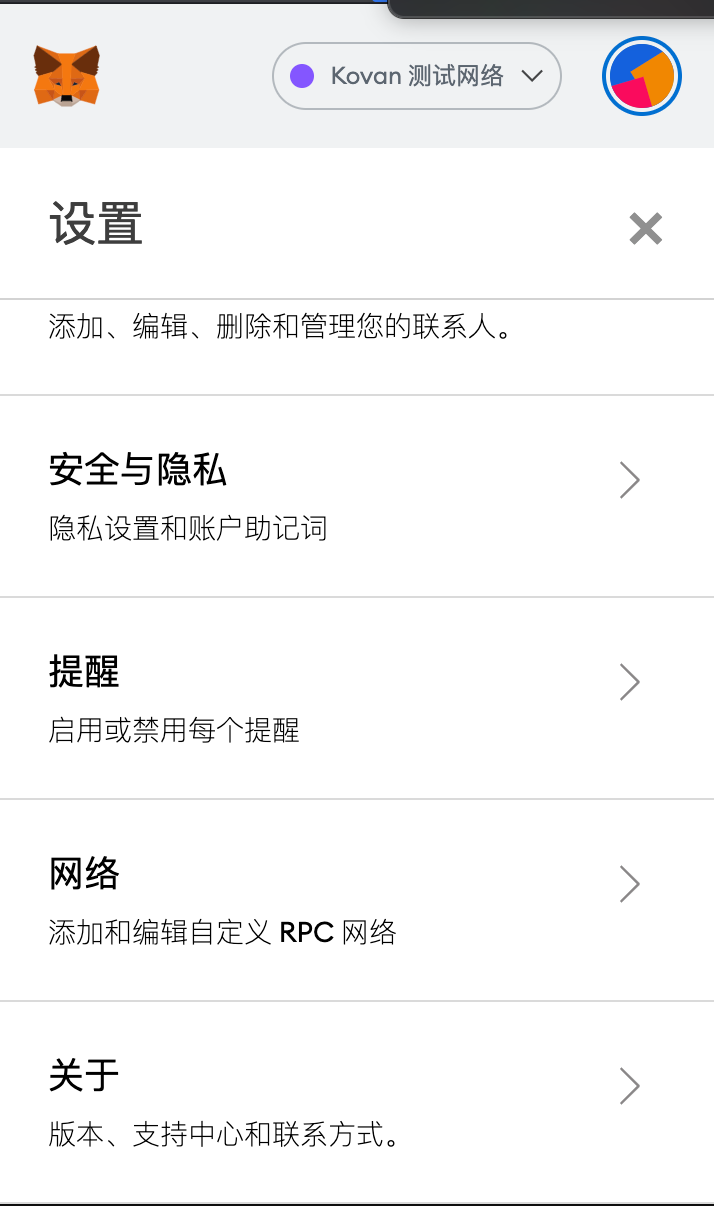 Kovan 测试网络
设置
添加、编辑、删除和管理您的联系人。
安全与隐私
隐私设置和账户助记词
提醒
启用或禁用每个提醒
网络
添加和编辑自定义 RPC 网络
关于
版本、支持中心和联系方式。